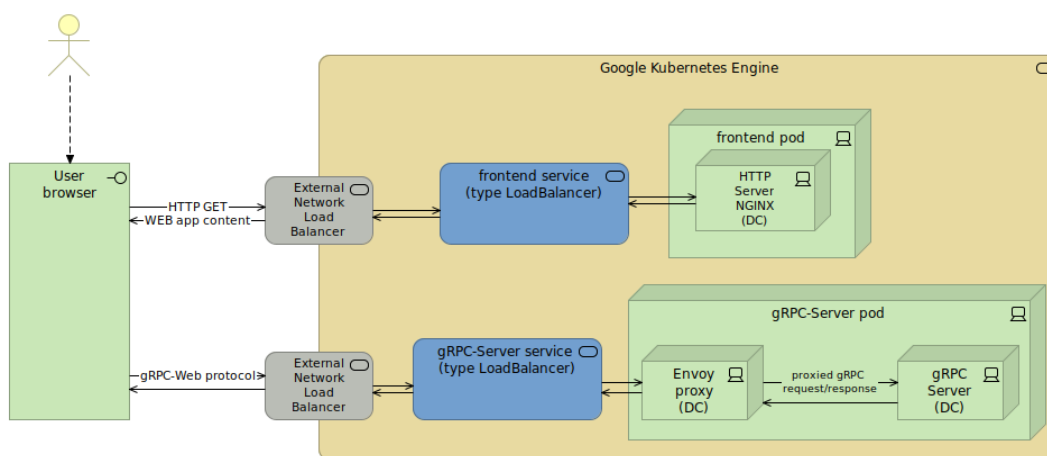 Google Kubernetes Engine
frontend pod
User
browser
External
Network
Load
Balancer
frontend service
(type LoadBalancer)
HTTP
Server
NGINX
(DC)
HTTP GET
WEB app content
gRPC-Server pod
External
Network
Load
Balancer
gRPC-Server service
(type LoadBalancer)
Envoy
proxy
(DC)
proxied gRPC
request/response
gRPC
Server
(DC)
gRPC-Web protocol